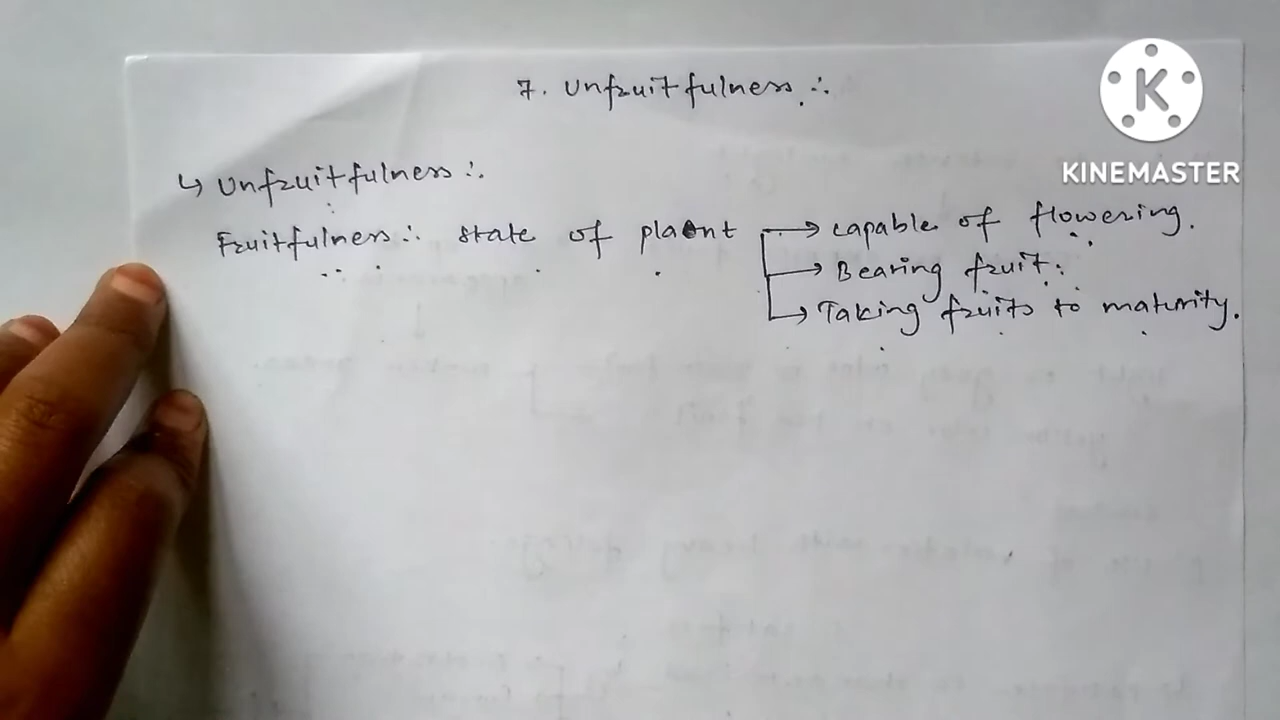 7. Unfruitfulness :.
K
KINEMASTER
↳ Unfruitfulness :.
Fruitfulness :. state of plant → capable of flowering.
→ Bearing fruit.
→ Taking fruits to maturity.